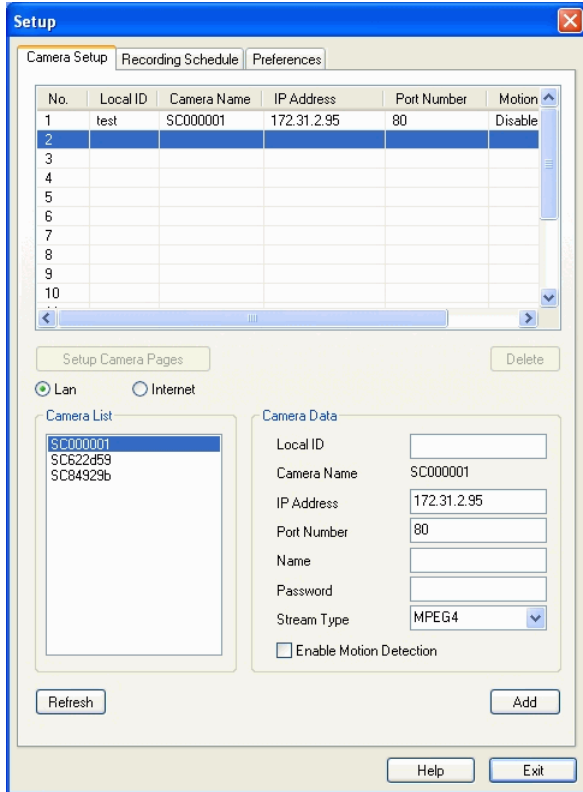 Setup
Camera Setup Recording Schedule Preferences
No. Local ID Camera Name IP Address Port Number Motion
1 test SC000001 172.31.2.95 80 Disable
2
3
4
5
6
7
8
9
10
Setup Camera Pages Delete
Lan Internet
Camera List
SC000001
SC622d59
SC84929b
Camera Data
Local ID
Camera Name SC000001
IP Address 172.31.2.95
Port Number 80
Name
Password
Stream Type MPEG4
Enable Motion Detection
Refresh Add
Help Exit